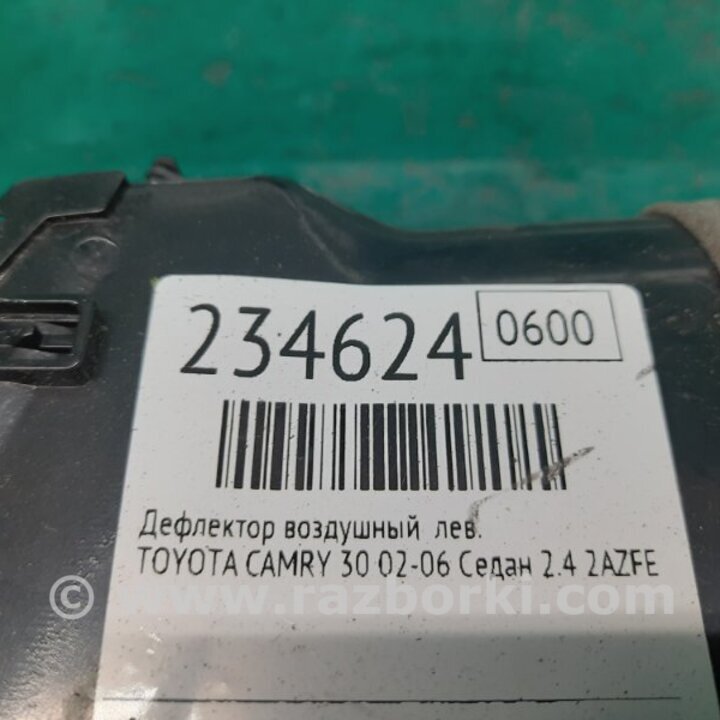 234624 0600
Дефлектор воздушный лев.
TOYOTA CAMRY 30 02-06 Седан 2.4 2AZFE
© www.razborki.com